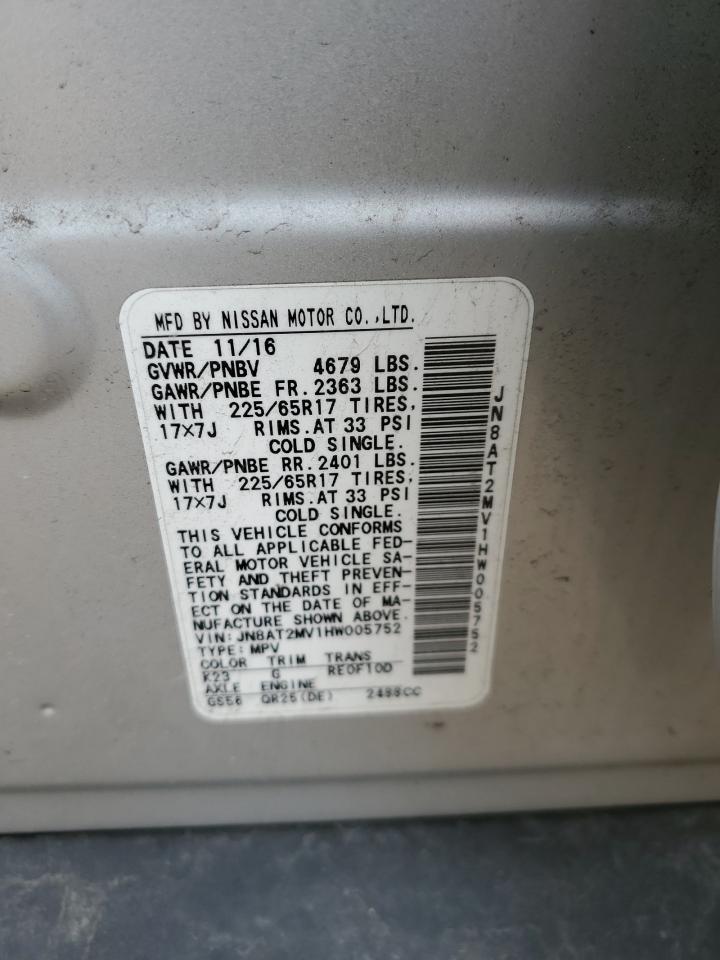 MFD BY NISSAN MOTOR CO.,LTD.
DATE 11/16
GVWR/PNBV 4679 LBS.
GAWR/PNBE FR.2363 LBS.
WITH 225/65R17 TIRES,
17×7J RIMS.AT 33 PSI
COLD SINGLE.
GAWR/PNBE RR.2401 LBS.
WITH 225/65R17 TIRES,
17×7J RIMS.AT 33 PSI
COLD SINGLE.
THIS VEHICLE CONFORMS
TO ALL APPLICABLE FED-
ERAL MOTOR VEHICLE SA-
FETY AND THEFT PREVEN-
TION STANDARDS IN EFF-
ECT ON THE DATE OF MA-
NUFACTURE SHOWN ABOVE.
VIN:JN8AT2MV1HW005752
TYPE:MPV
COLOR TRIM TRANS
K23 G RE0F10D
AXLE ENGINE
GS56 QR25(DE) 2488CC
JN8AT2MV1HW005752